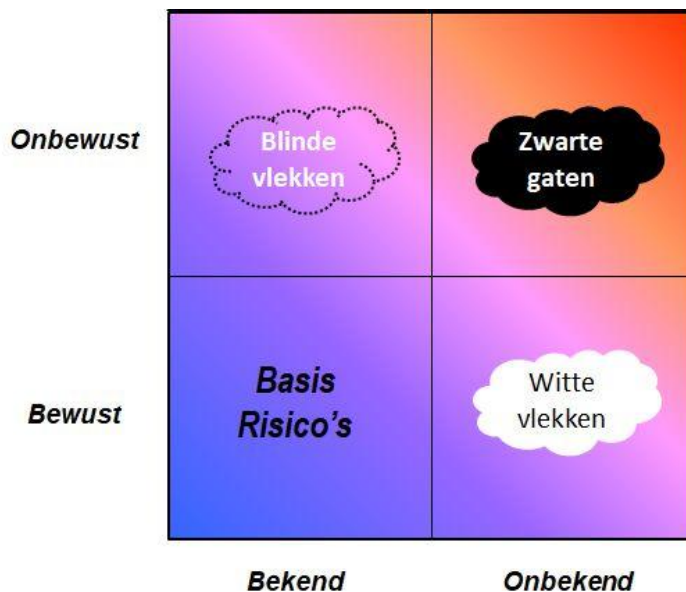 Onbewust
Blinde
vlekken
Zwarte
gaten
Bewust
Basis
Risico's
Witte
vlekken
Bekend
Onbekend